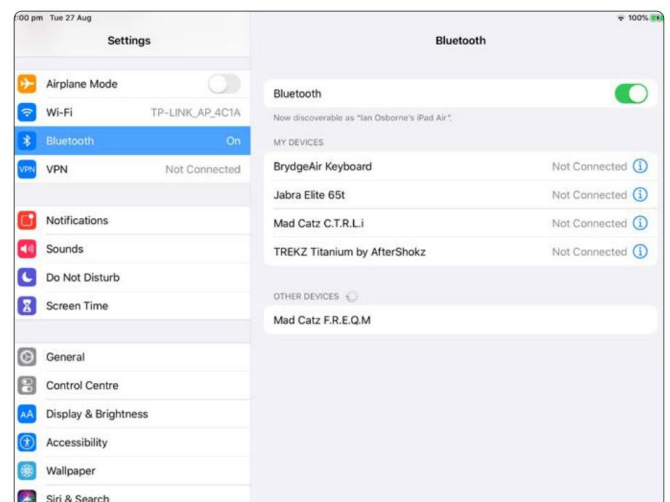 :00 pm Tue 27 Aug
100%
Settings
Airplane Mode
Wi-Fi TP-LINK_AP_4C1A
Bluetooth On
VPN VPN Not Connected
Notifications
Sounds
Do Not Disturb
Screen Time
General
Control Centre
AA Display & Brightness
Accessibility
Wallpaper
Siri & Search
Bluetooth
Bluetooth
Now discoverable as "Ian Osborne's iPad Air".
MY DEVICES
BrydgeAir Keyboard Not Connected
Jabra Elite 65t Not Connected
Mad Catz C.T.R.L.i Not Connected
TREKZ Titanium by AfterShokz Not Connected
OTHER DEVICES
Mad Catz F.R.E.Q.M